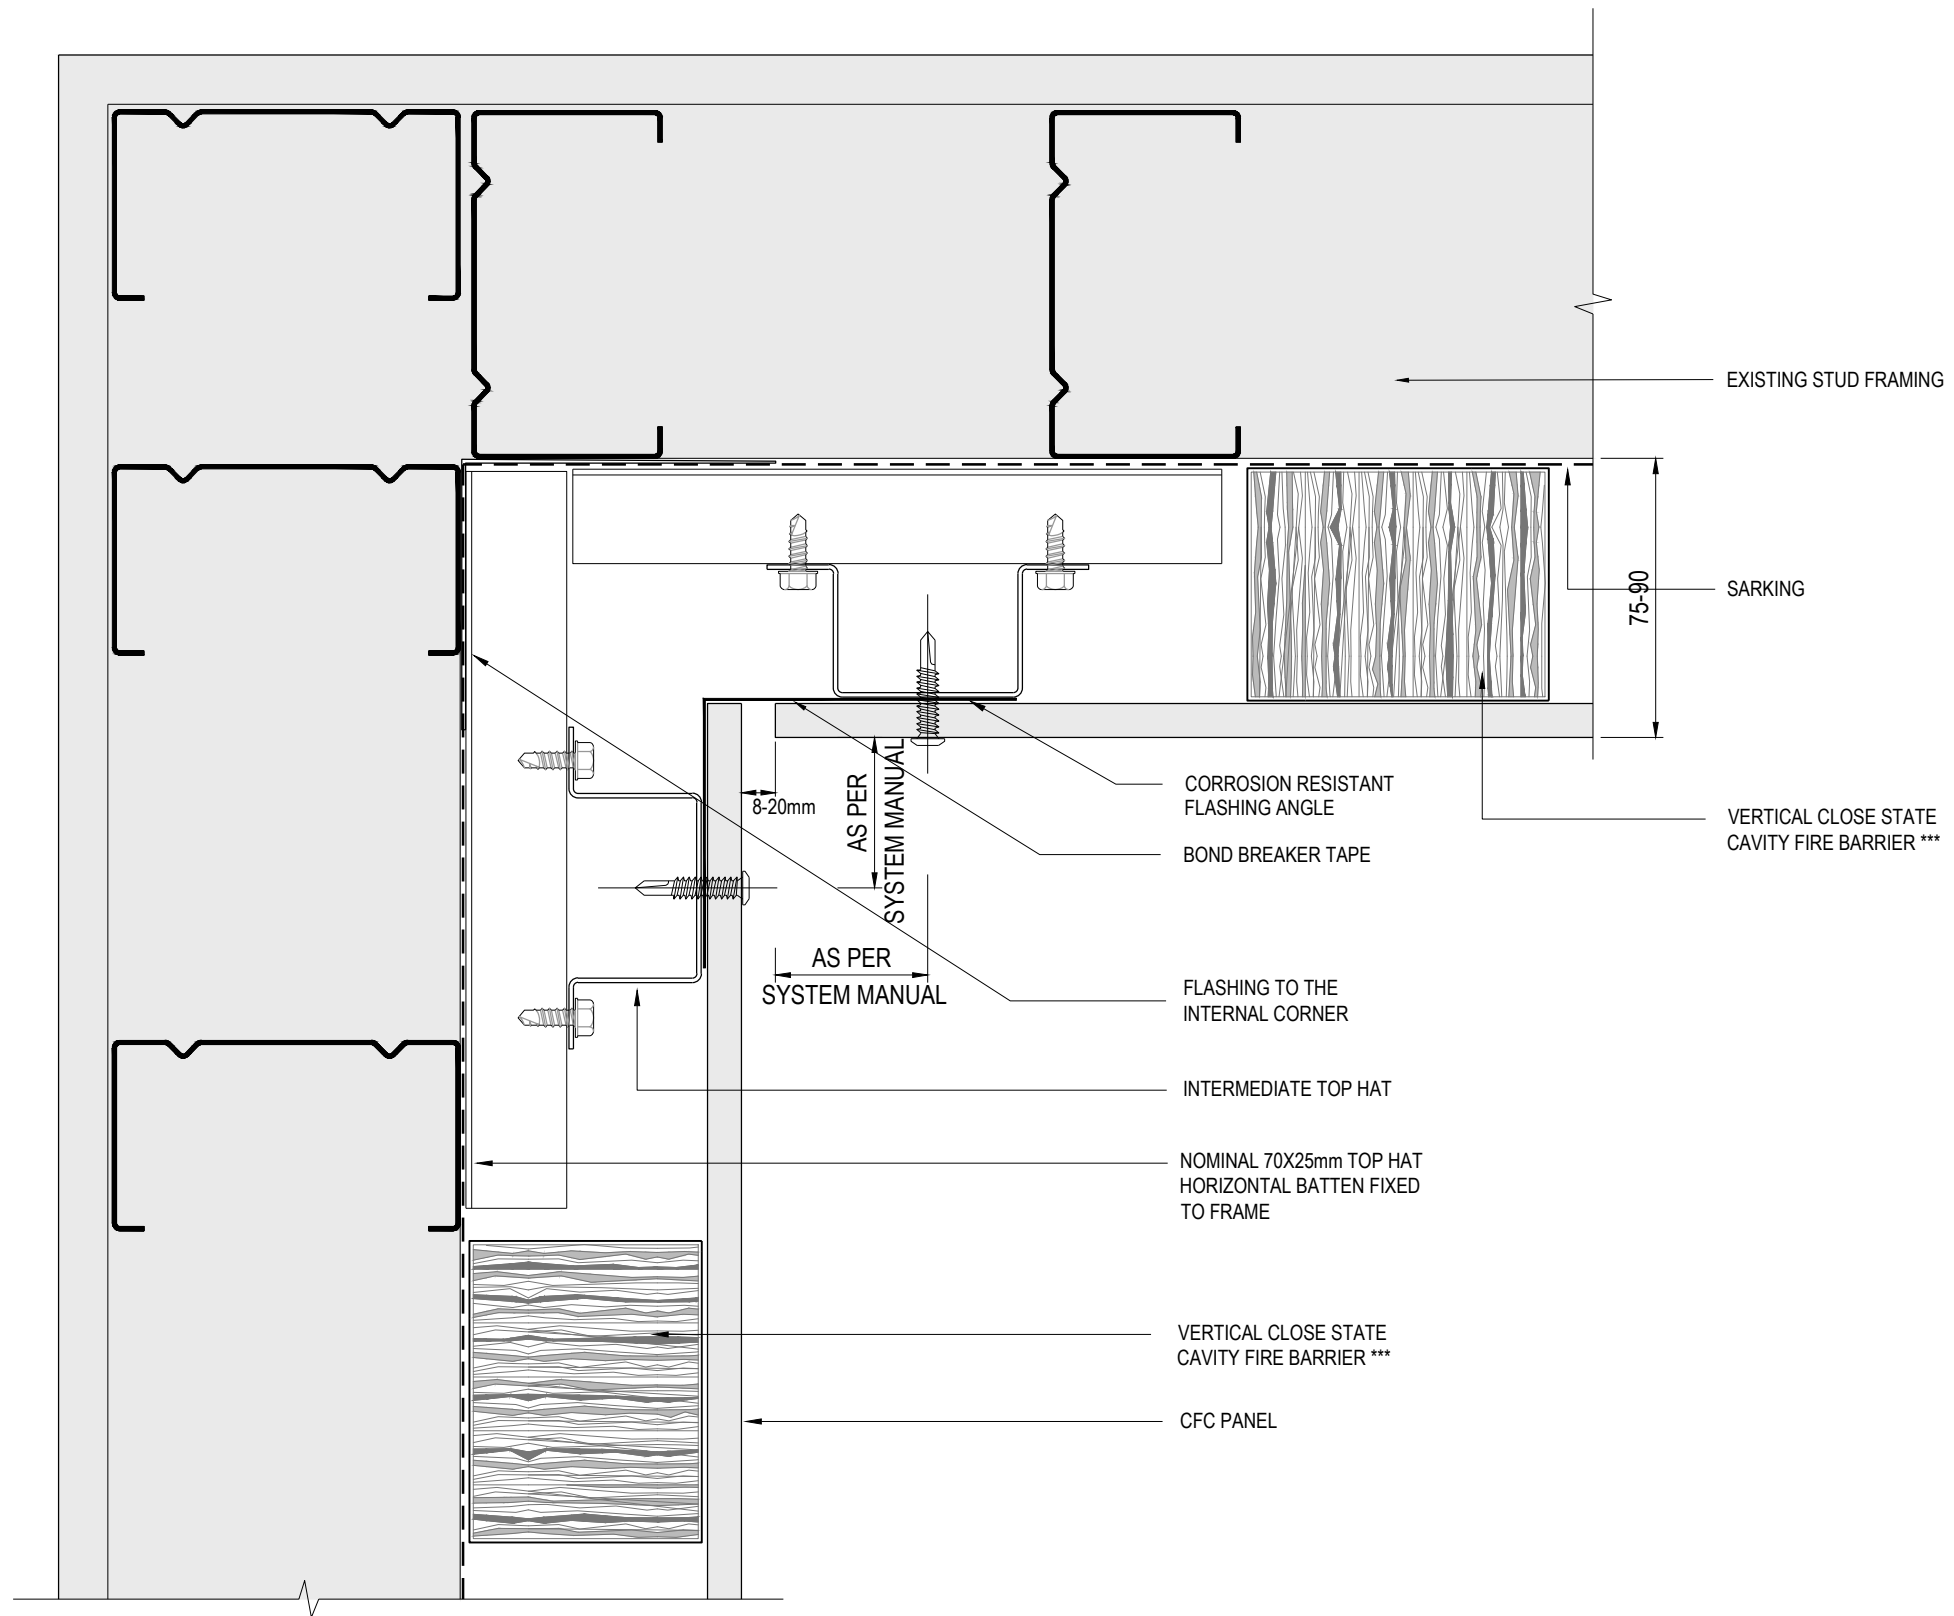 EXISTING STUD FRAMING
SARKING
75-90
CORROSION RESISTANT
FLASHING ANGLE
8-20mm
AS PER
SYSTEM MANUAL
VERTICAL CLOSE STATE
CAVITY FIRE BARRIER ***
BOND BREAKER TAPE
AS PER
SYSTEM MANUAL
FLASHING TO THE
INTERNAL CORNER
INTERMEDIATE TOP HAT
NOMINAL 70X25mm TOP HAT
HORIZONTAL BATTEN FIXED
TO FRAME
VERTICAL CLOSE STATE
CAVITY FIRE BARRIER ***
CFC PANEL